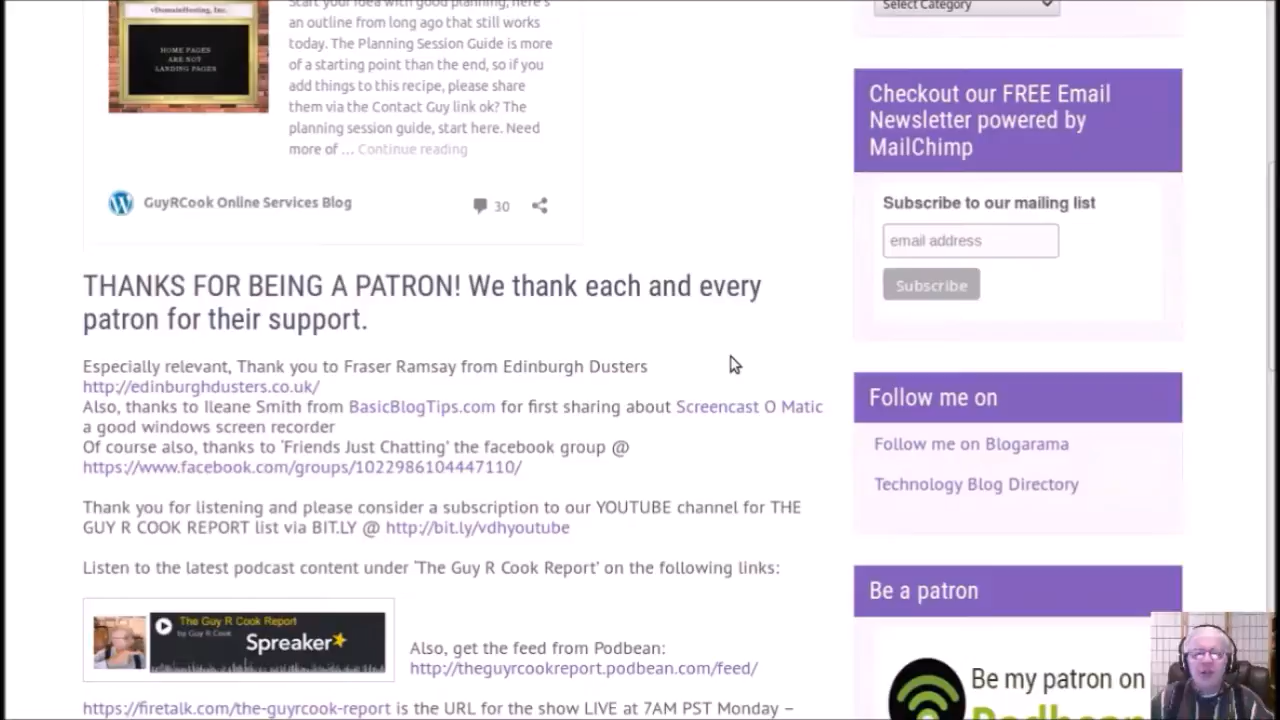 vDomainHosting, Inc.
HOME PAGES
ARE NOT
LANDING PAGES
Start your idea with good planning, here's
an outline from long ago that still works
today. The Planning Session Guide is more
of a starting point than the end, so if you
add things to this recipe, please share
them via the Contact Guy link ok? The
planning session guide, start here. Need
more of … Continue reading
GuyRCook Online Services Blog
30
THANKS FOR BEING A PATRON! We thank each and every
patron for their support.
Especially relevant, Thank you to Fraser Ramsay from Edinburgh Dusters
http://edinburghdusters.co.uk/
Also, thanks to Ileane Smith from BasicBlogTips.com for first sharing about Screencast O Matic
a good windows screen recorder
Of course also, thanks to ‘Friends Just Chatting’ the facebook group @
https://www.facebook.com/groups/1022986104447110/
Thank you for listening and please consider a subscription to our YOUTUBE channel for THE
GUY R COOK REPORT list via BIT.LY @ http://bit.ly/vdhyoutube
Listen to the latest podcast content under ‘The Guy R Cook Report’ on the following links:
The Guy R Cook Report
by Guy R Cook
Spreaker
Also, get the feed from Podbean:
http://theguyrcookreport.podbean.com/feed/
https://firetalk.com/the-guyrcook-report is the URL for the show LIVE at 7AM PST Monday –
Select Category
Checkout our FREE Email
Newsletter powered by
MailChimp
Subscribe to our mailing list
email address
Subscribe
Follow me on
Follow me on Blogarama
Technology Blog Directory
Be a patron
Be my patron on
Podbean